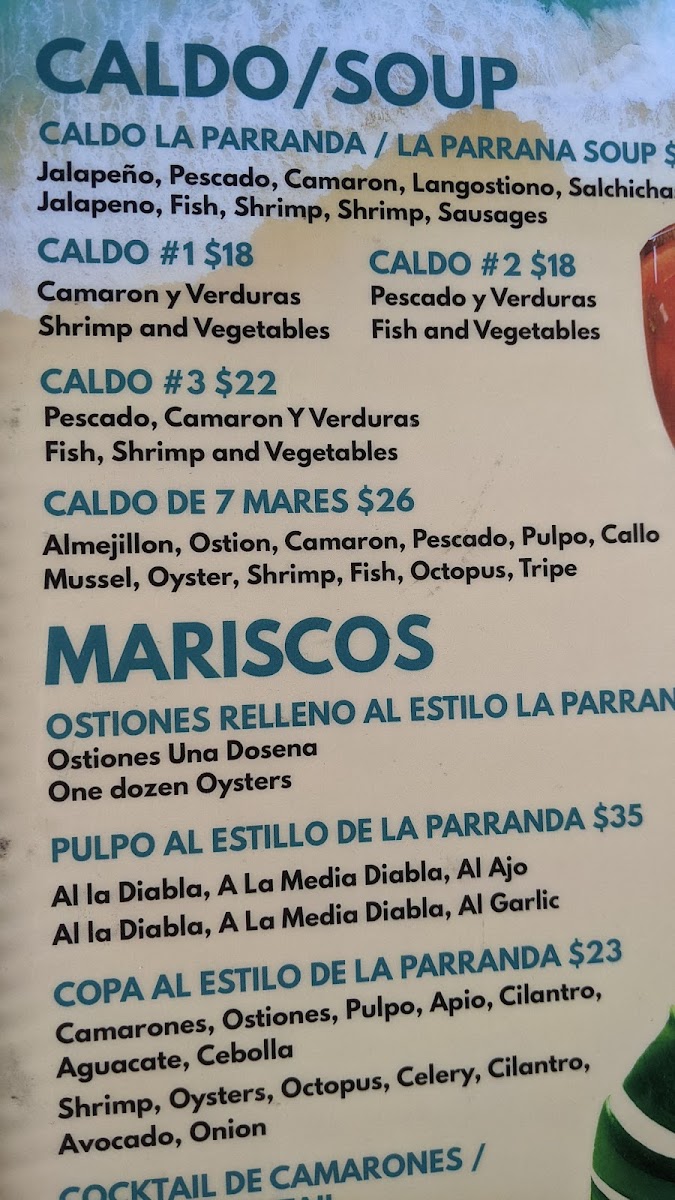 CALDO/SOUP
CALDO LA PARRANDA / LA PARRANA SOUP $
Jalapeño, Pescado, Camaron, Langostiono, Salchichas
Jalapeno, Fish, Shrimp, Shrimp, Sausages
CALDO #1 $18
Camaron y Verduras
Shrimp and Vegetables
CALDO #2 $18
Pescado y Verduras
Fish and Vegetables
CALDO #3 $22
Pescado, Camaron Y Verduras
Fish, Shrimp and Vegetables
CALDO DE 7 MARES $26
Almejillon, Ostion, Camaron, Pescado, Pulpo, Callo
Mussel, Oyster, Shrimp, Fish, Octopus, Tripe
MARISCOS
OSTIONES RELLENO AL ESTILO LA PARRAN
Ostiones Una Dosena
One dozen Oysters
PULPO AL ESTILLO DE LA PARRANDA $35
Al la Diabla, A La Media Diabla, Al Ajo
Al la Diabla, A La Media Diabla, Al Garlic
COPA AL ESTILO DE LA PARRANDA $23
Camarones, Ostiones, Pulpo, Apio, Cilantro,
Aguacate, Cebolla
Shrimp, Oysters, Octopus, Celery, Cilantro,
Avocado, Onion
COCKTAIL DE CAMARONES /